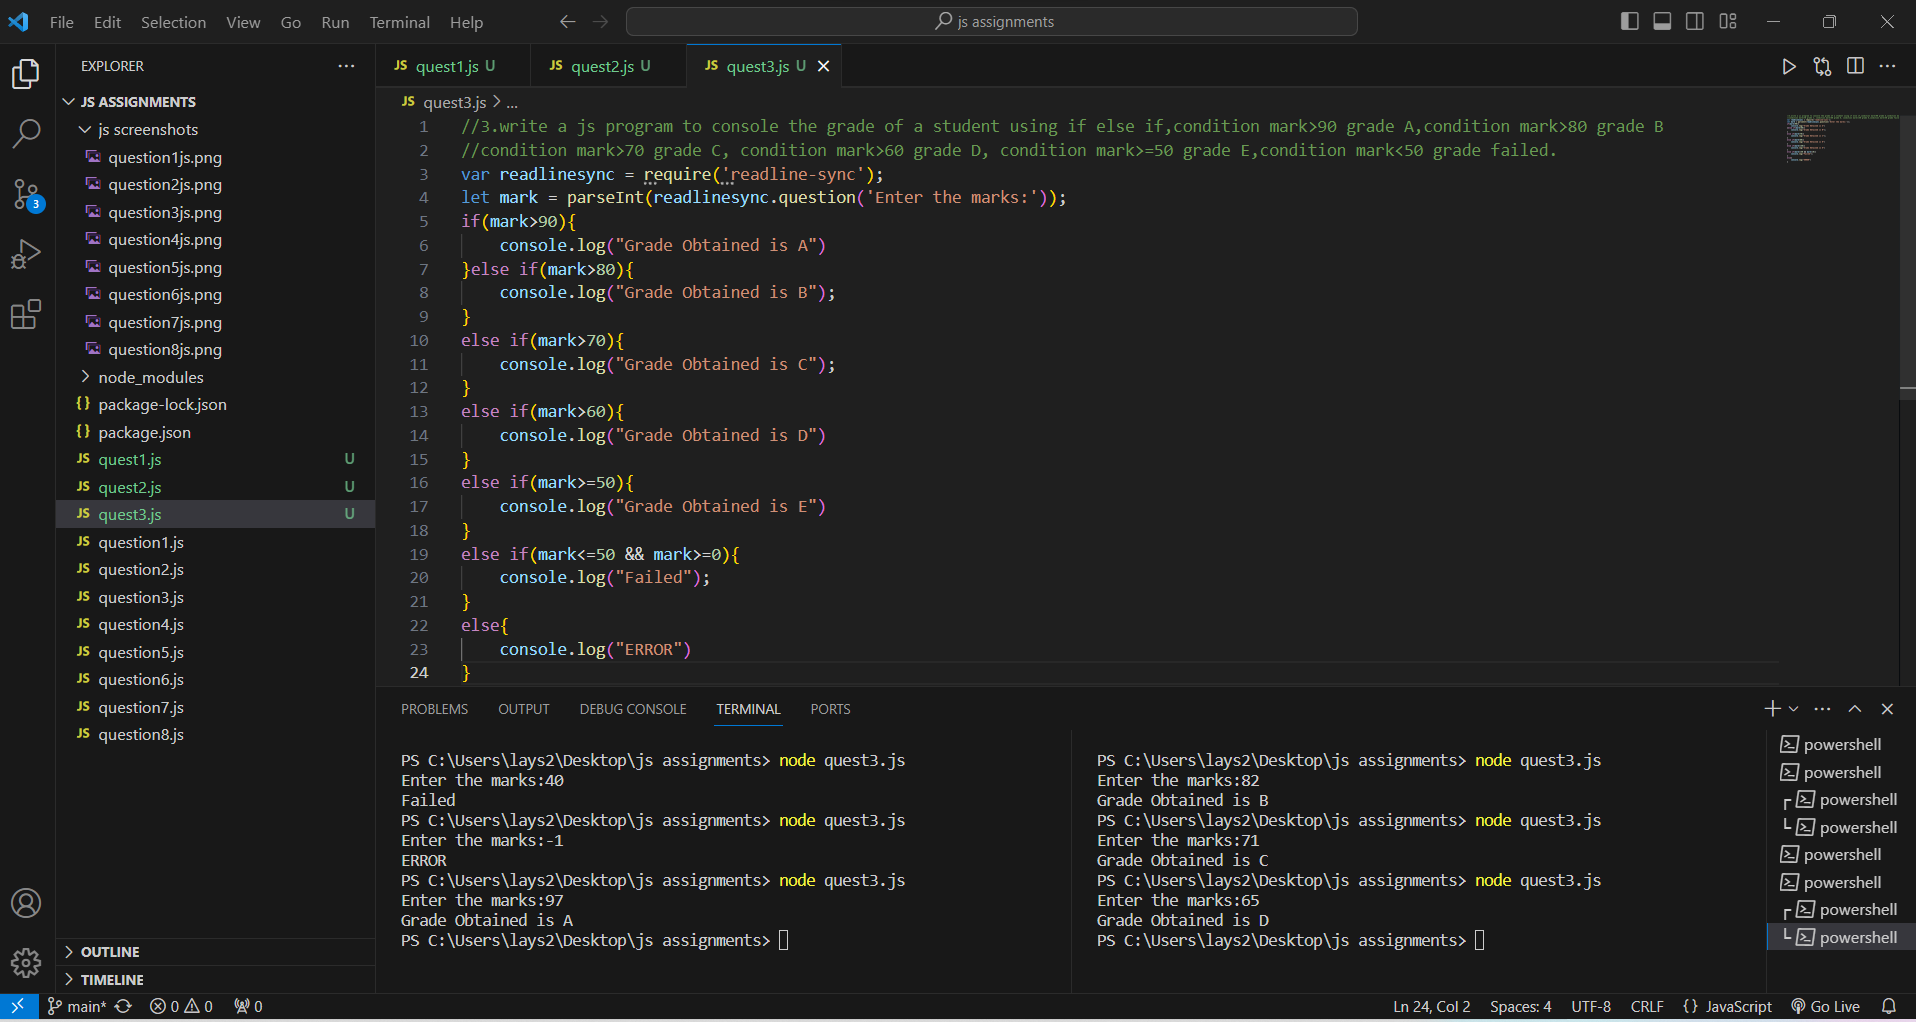 File Edit Selection View Go Run Terminal Help
js assignments
EXPLORER
JS ASSIGNMENTS
js screenshots
question1js.png
question2js.png
question3js.png
question4js.png
question5js.png
question6js.png
question7js.png
question8js.png
node_modules
{} package-lock.json
{} package.json
JS quest1.js U
JS quest2.js U
JS quest3.js U
JS question1.js
JS question2.js
JS question3.js
JS question4.js
JS question5.js
JS question6.js
JS question7.js
JS question8.js
OUTLINE
TIMELINE
3
JS quest1.js U JS quest2.js U JS quest3.js U
JS quest3.js > ...
1 //3.write a js program to console the grade of a student using if else if,condition mark>90 grade A,condition mark>80 grade B
2 //condition mark>70 grade C, condition mark>60 grade D, condition mark>=50 grade E,condition mark<50 grade failed.
3 var readlinesync = require('readline-sync');
4 let mark = parseInt(readlinesync.question('Enter the marks:'));
5 if(mark>90){
6 console.log("Grade Obtained is A")
7 }else if(mark>80){
8 console.log("Grade Obtained is B");
9 }
10 else if(mark>70){
11 console.log("Grade Obtained is C");
12 }
13 else if(mark>60){
14 console.log("Grade Obtained is D")
15 }
16 else if(mark>=50){
17 console.log("Grade Obtained is E")
18 }
19 else if(mark<=50 && mark>=0){
20 console.log("Failed");
21 }
22 else{
23 console.log("ERROR")
24 }
PROBLEMS OUTPUT DEBUG CONSOLE TERMINAL PORTS
PS C:\Users\lays2\Desktop\js assignments> node quest3.js
Enter the marks:40
Failed
PS C:\Users\lays2\Desktop\js assignments> node quest3.js
Enter the marks:-1
ERROR
PS C:\Users\lays2\Desktop\js assignments> node quest3.js
Enter the marks:97
Grade Obtained is A
PS C:\Users\lays2\Desktop\js assignments>
PS C:\Users\lays2\Desktop\js assignments> node quest3.js
Enter the marks:82
Grade Obtained is B
PS C:\Users\lays2\Desktop\js assignments> node quest3.js
Enter the marks:71
Grade Obtained is C
PS C:\Users\lays2\Desktop\js assignments> node quest3.js
Enter the marks:65
Grade Obtained is D
PS C:\Users\lays2\Desktop\js assignments>
powershell
powershell
powershell
powershell
powershell
powershell
powershell
powershell
main* 0 0 0 Ln 24, Col 2 Spaces: 4 UTF-8 CRLF {} JavaScript Go Live